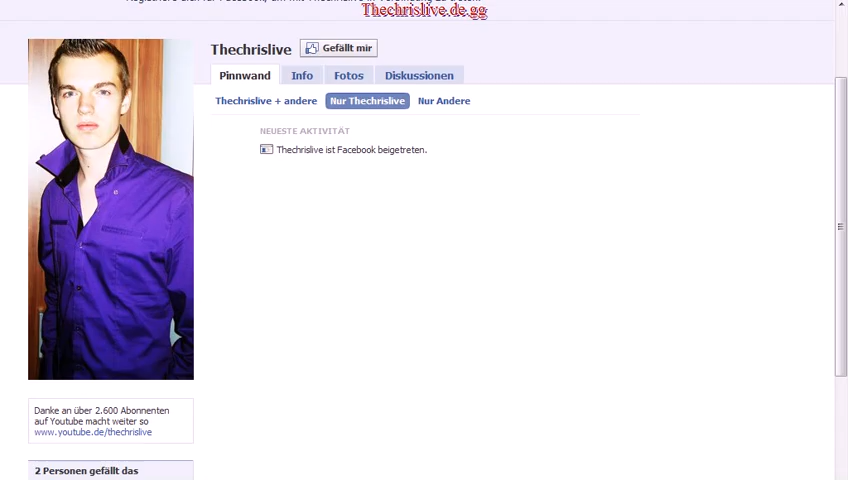 Thechrislive.de.gg
Thechrislive
Gefällt mir
Pinnwand Info Fotos Diskussionen
Thechrislive + andere Nur Thechrislive Nur Andere
NEUESTE AKTIVITÄT
Thechrislive ist Facebook beigetreten.
Danke an über 2.600 Abonnenten
auf Youtube macht weiter so
www.youtube.de/thechrislive
2 Personen gefällt das